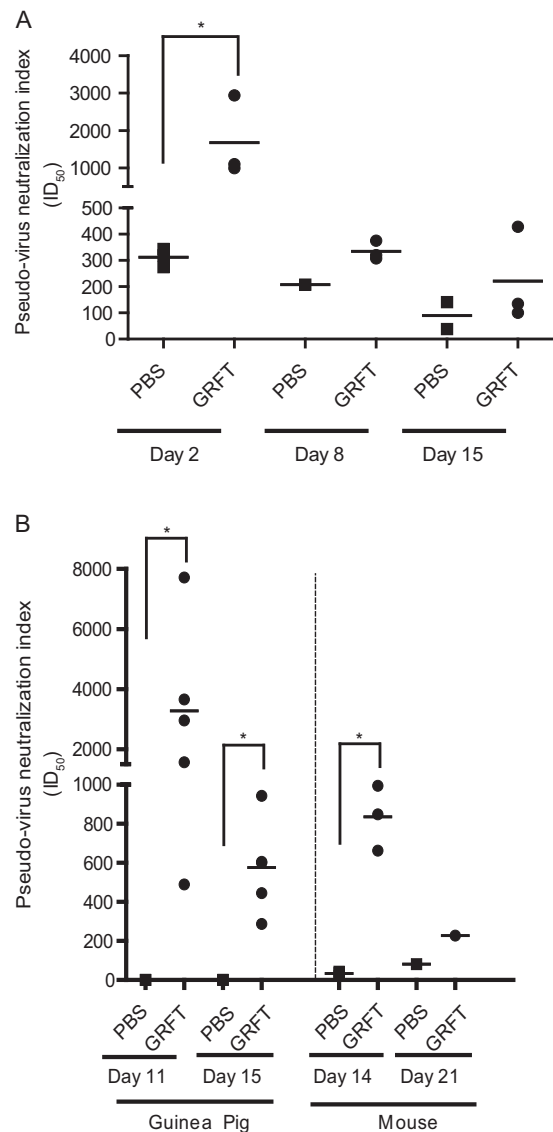 A
*
Pseudo-virus neutralization index
(ID50)
4000
3000
2000
1000
500
400
300
200
100
0
PBS GRFT PBS GRFT PBS GRFT
Day 2 Day 8 Day 15
B
* * *
Pseudo-virus neutralization index
(ID50)
8000
6000
4000
2000
1000
800
600
400
200
0
PBS GRFT PBS GRFT PBS GRFT PBS GRFT
Day 11 Day 15 Day 14 Day 21
Guinea Pig Mouse